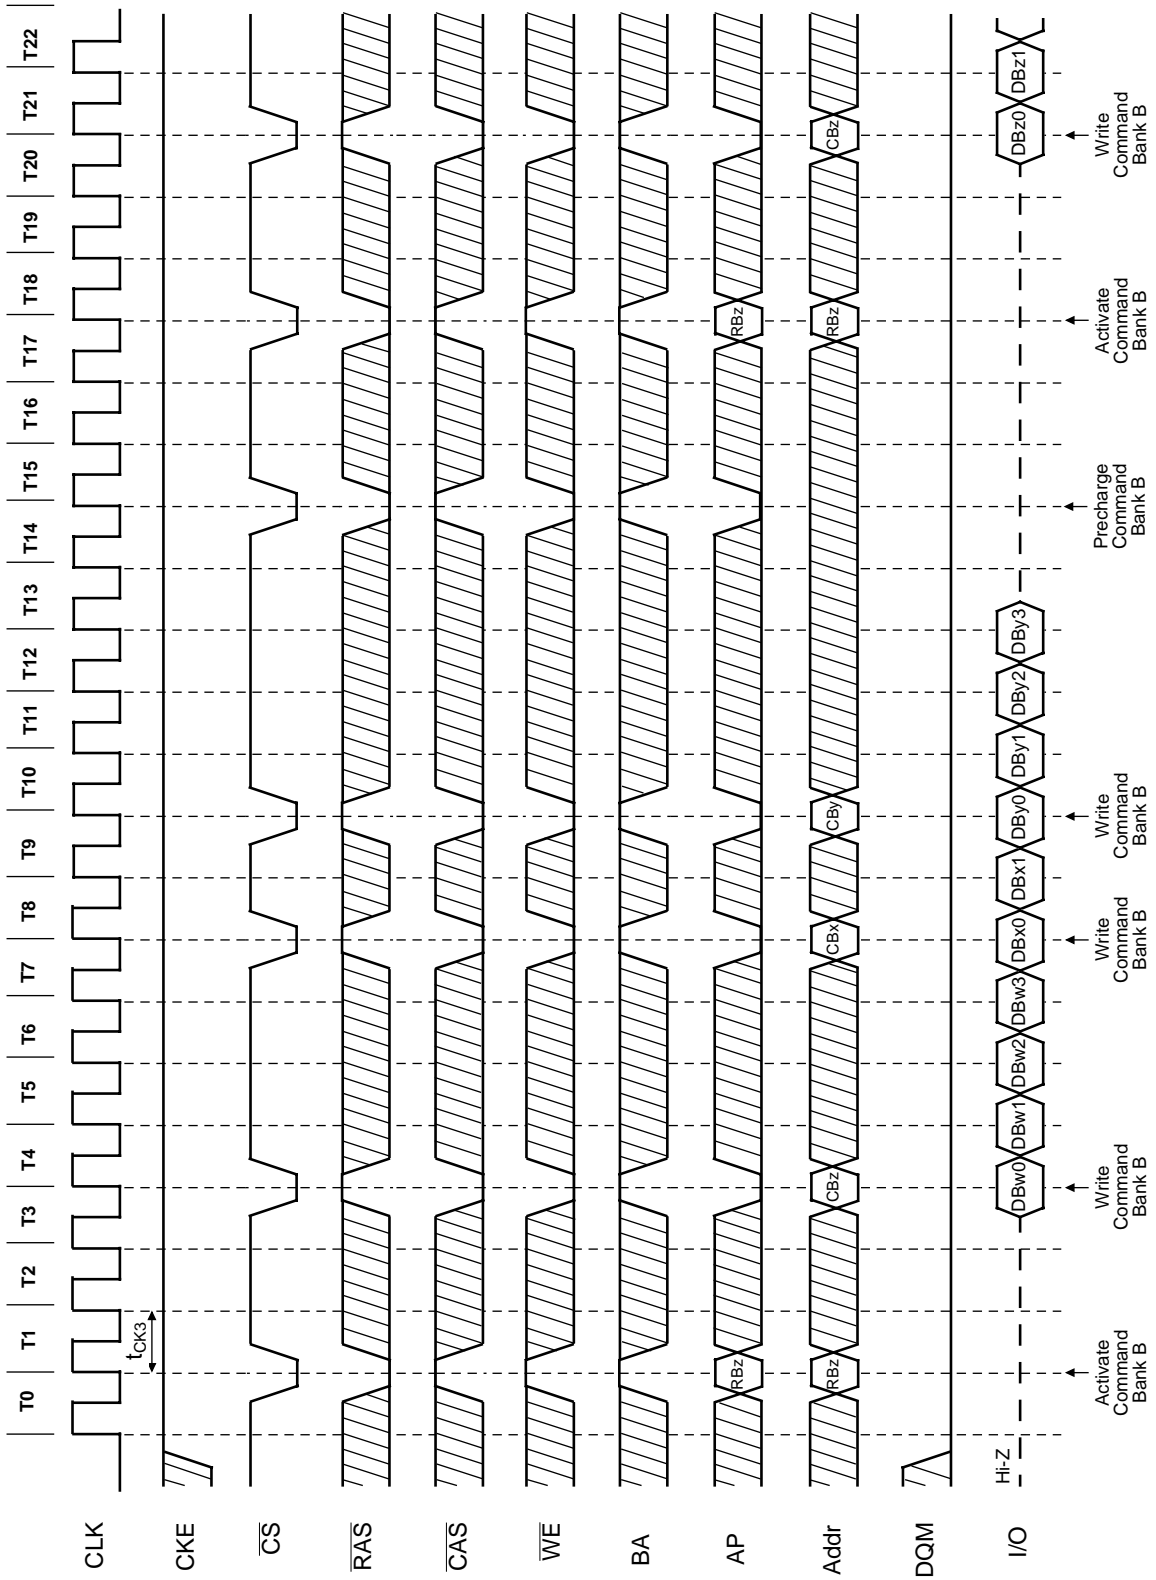 T0 T1 T2 T3 T4 T5 T6 T7 T8 T9 T10 T11 T12 T13 T14 T15 T16 T17 T18 T19 T20 T21 T22
CLK
tCK3
CKE
CS
RAS
CAS
WE
BA
AP
RBz RBz
Addr
RBz CBz CBx CBy RBz CBz
DQM
I/O
Hi-Z
DBw0 DBw1 DBw2 DBw3 DBx0 DBx1 DBy0 DBy1 DBy2 DBy3 DBz0 DBz1
Activate
Command
Bank B
Write
Command
Bank B
Write
Command
Bank B
Write
Command
Bank B
Precharge
Command
Bank B
Activate
Command
Bank B
Write
Command
Bank B